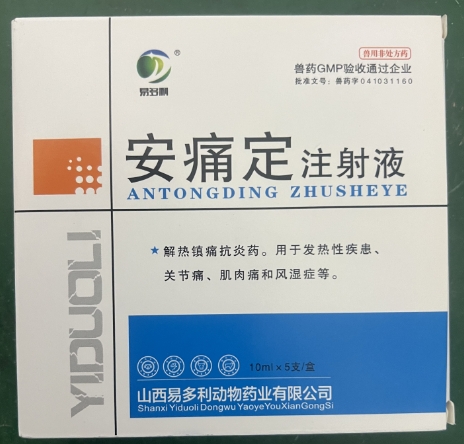 易多利®
兽用非处方药
兽药GMP验收通过企业
批准文号：兽药字041031160
安痛定注射液
ANTONGDING ZHUSHEYE
★解热镇痛抗炎药。用于发热性疾患、
关节痛、肌肉痛和风湿症等。
YIDUOLI
10ml×5支/盒
山西易多利动物药业有限公司
Shanxi Yiduoli Dongwu YaoyeYouXianGongSi